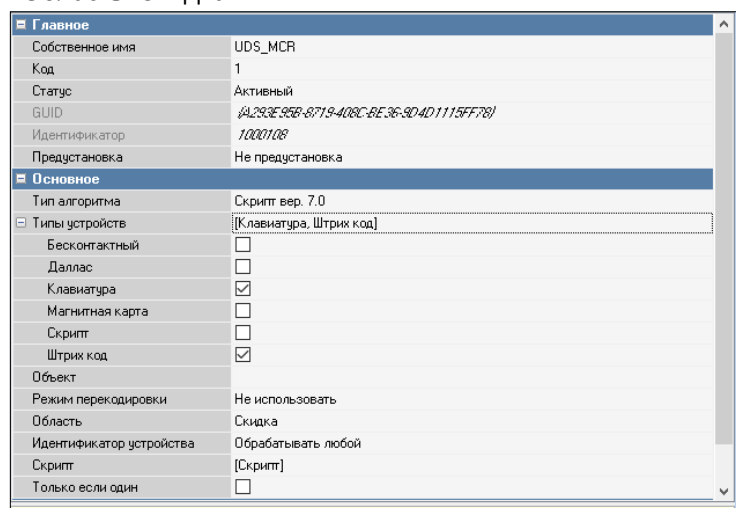 Главное
Собственное имя UDS_MCR
Код 1
Статус Активный
GUID {A293E95B-8719-408C-BE36-9D4D1115FF78}
Идентификатор 1000108
Предустановка Не предустановка
Основное
Тип алгоритма Скрипт вер. 7.0
Типы устройств [Клавиатура, Штрих код]
Бесконтактный
Даллас
Клавиатура
Магнитная карта
Скрипт
Штрих код
Объект
Режим перекодировки Не использовать
Область Скидка
Идентификатор устройства Обрабатывать любой
Скрипт [Скрипт]
Только если один